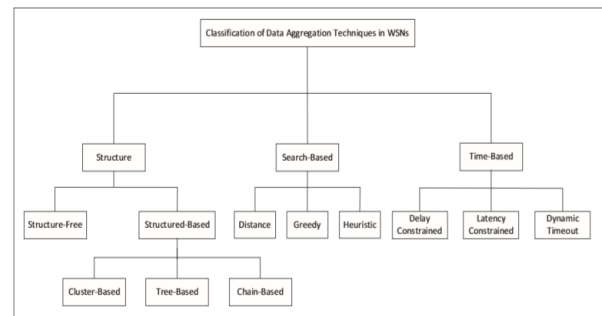 Classification of Data Aggregation Techniques in WSNs
Structure
Search-Based
Time-Based
Structure-Free
Structured-Based
Distance
Greedy
Heuristic
Delay
Constrained
Latency
Constrained
Dynamic
Timeout
Cluster-Based
Tree-Based
Chain-Based